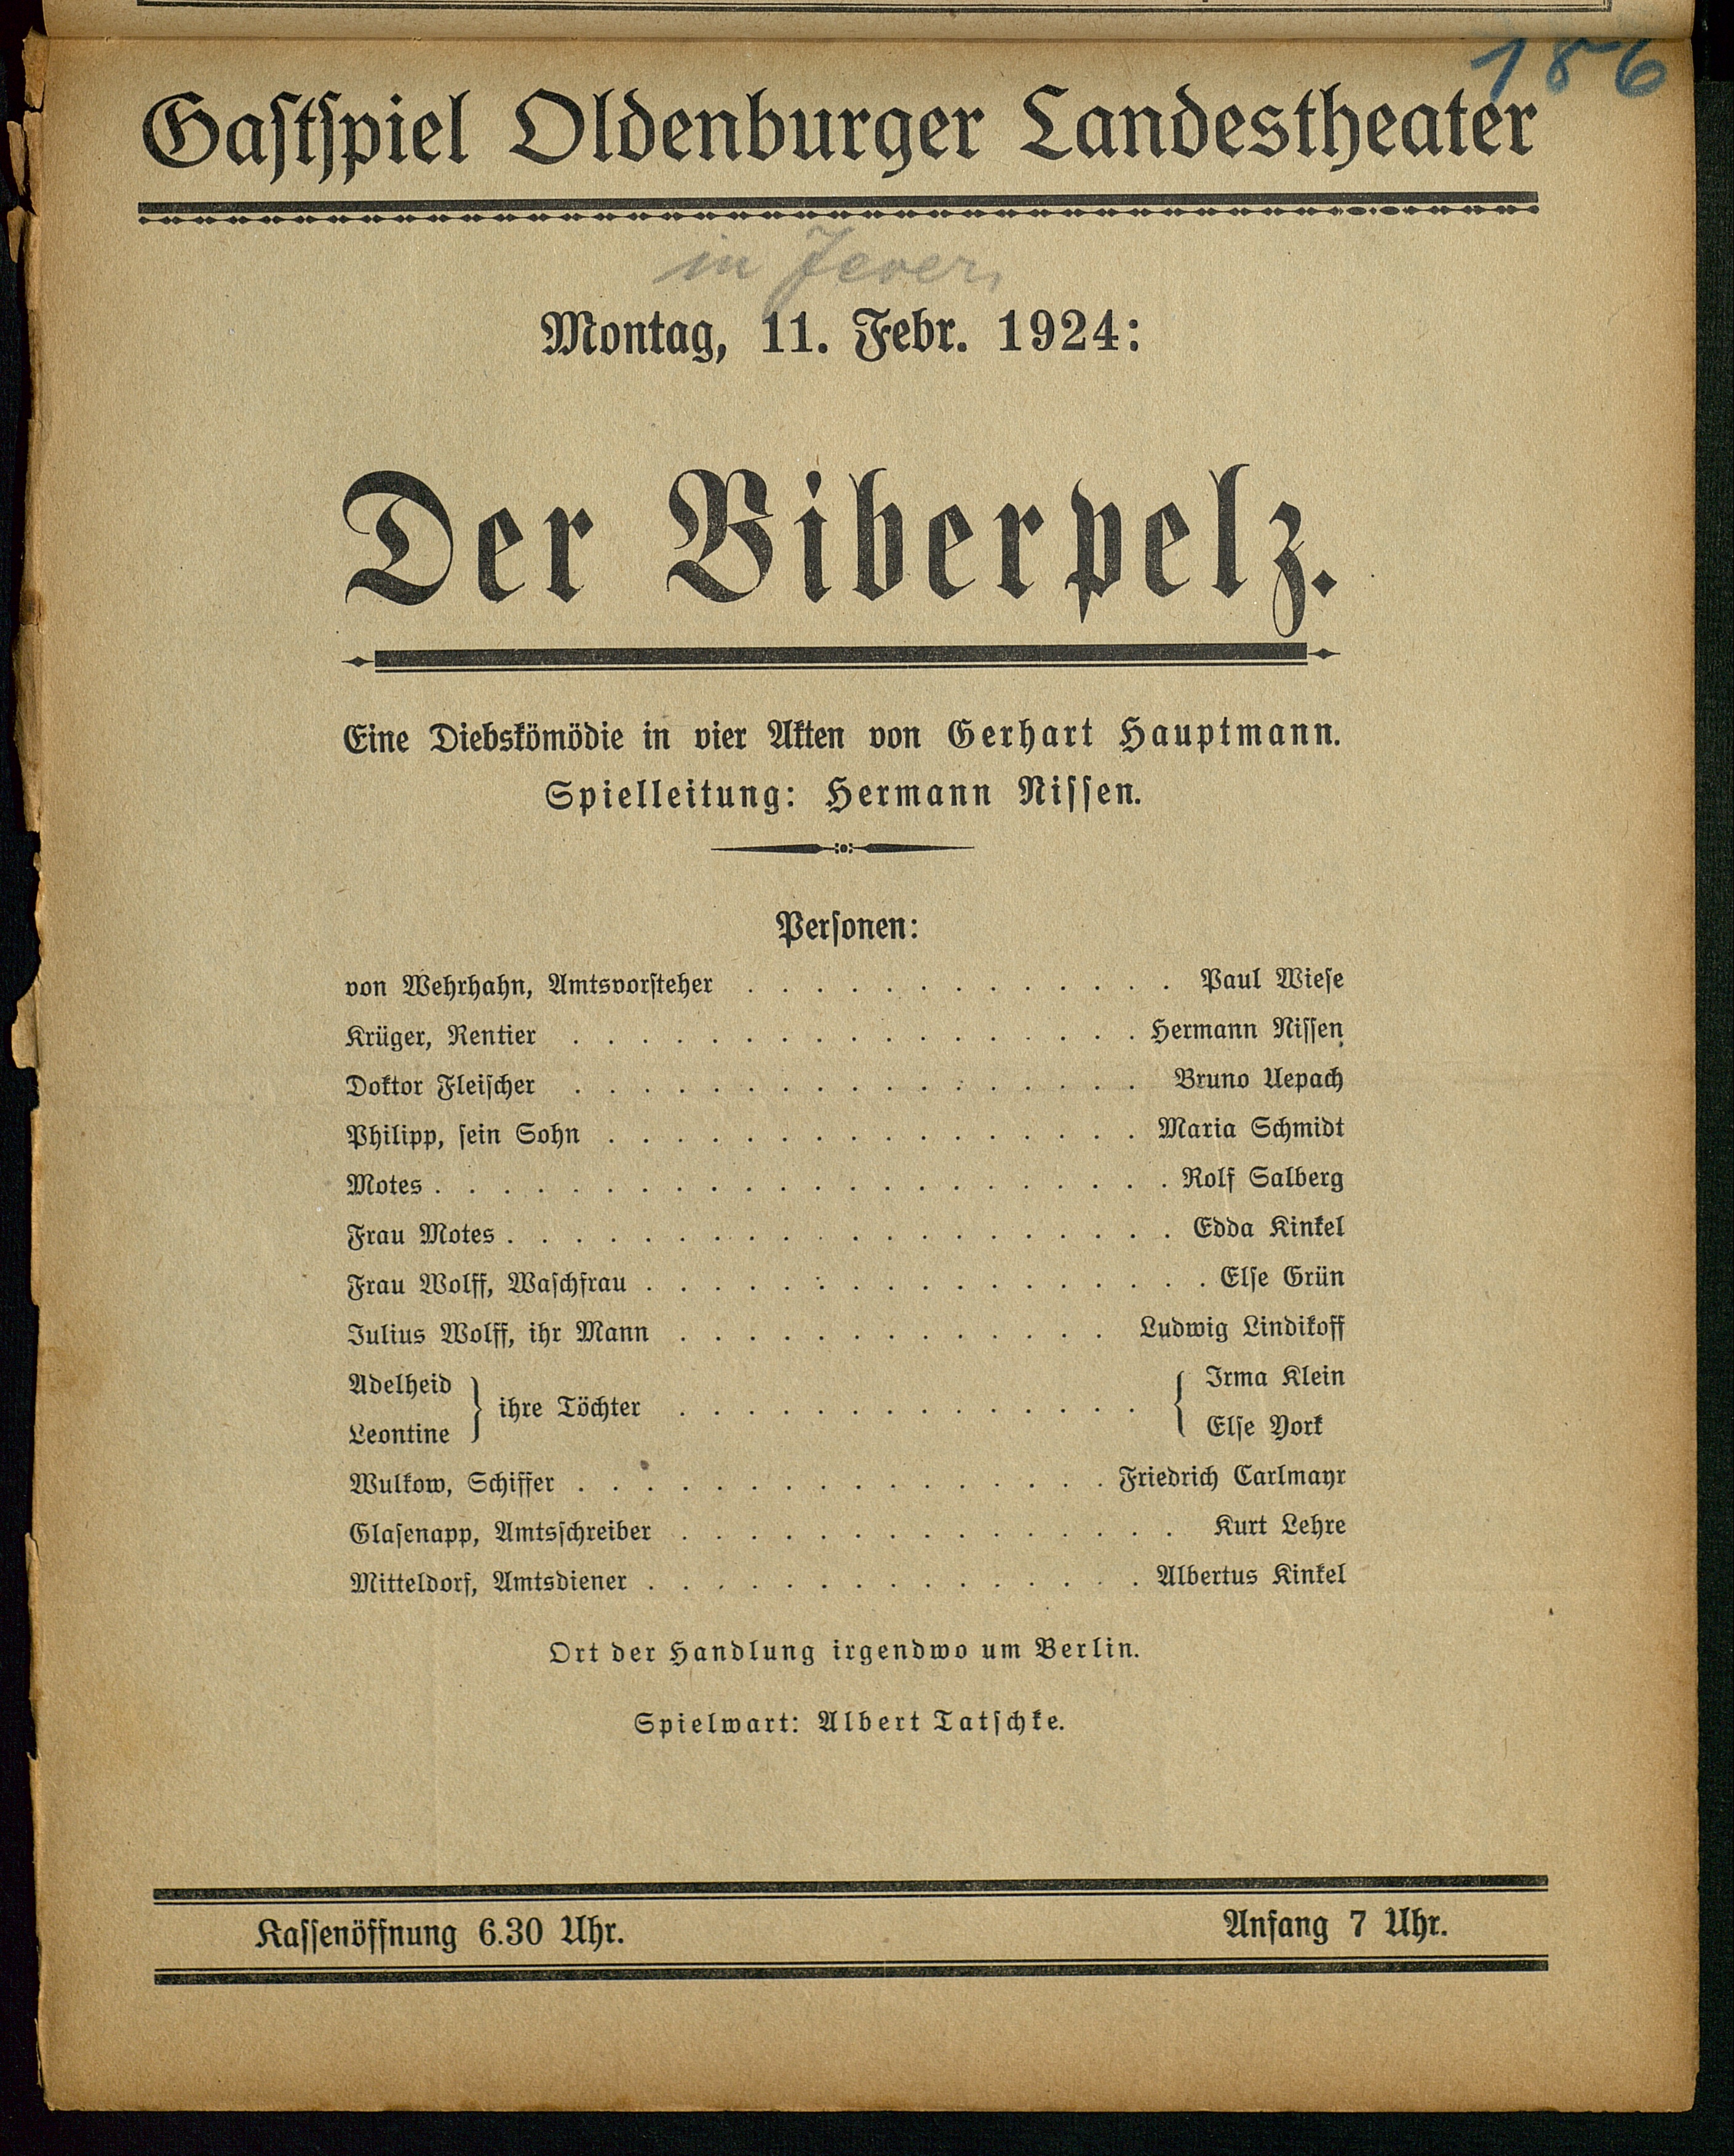 186
Gastspiel Oldenburger Landestheater
in Jever,
Montag, 11. Febr. 1924:
Der Biberpelz.
Eine Diebskömödie in vier Akten von Gerhart Hauptmann.
Spielleitung: Hermann Nissen.
Personen:
von Wehrhahn, Amtsvorsteher . . . . . . . . . . . . . Paul Wiese
Krüger, Rentier . . . . . . . . . . . . . . . . . Hermann Nissen
Doktor Fleischer . . . . . . . . . . . . . . . . . Bruno Uepach
Philipp, sein Sohn . . . . . . . . . . . . . . . . Maria Schmidt
Motes . . . . . . . . . . . . . . . . . . . . . . Rolf Salberg
Frau Motes . . . . . . . . . . . . . . . . . . . . Edda Kinkel
Frau Wolff, Waschfrau . . . . . . . . . . . . . . . . . Else Grün
Julius Wolff, ihr Mann . . . . . . . . . . . . . Ludwig Lindikoff
Adelheid } ihre Töchter . . . . . . . . . . . . . . { Irma Klein
Leontine } { Else York
Wulkow, Schiffer . . . . . . . . . . . . . . . . Friedrich Carlmayr
Glasenapp, Amtsschreiber . . . . . . . . . . . . . . . Kurt Lehre
Mitteldorf, Amtsdiener . . . . . . . . . . . . . . . Albertus Kinkel
Ort der Handlung irgendwo um Berlin.
Spielwart: Albert Tatschke.
Kassenöffnung 6.30 Uhr. Anfang 7 Uhr.